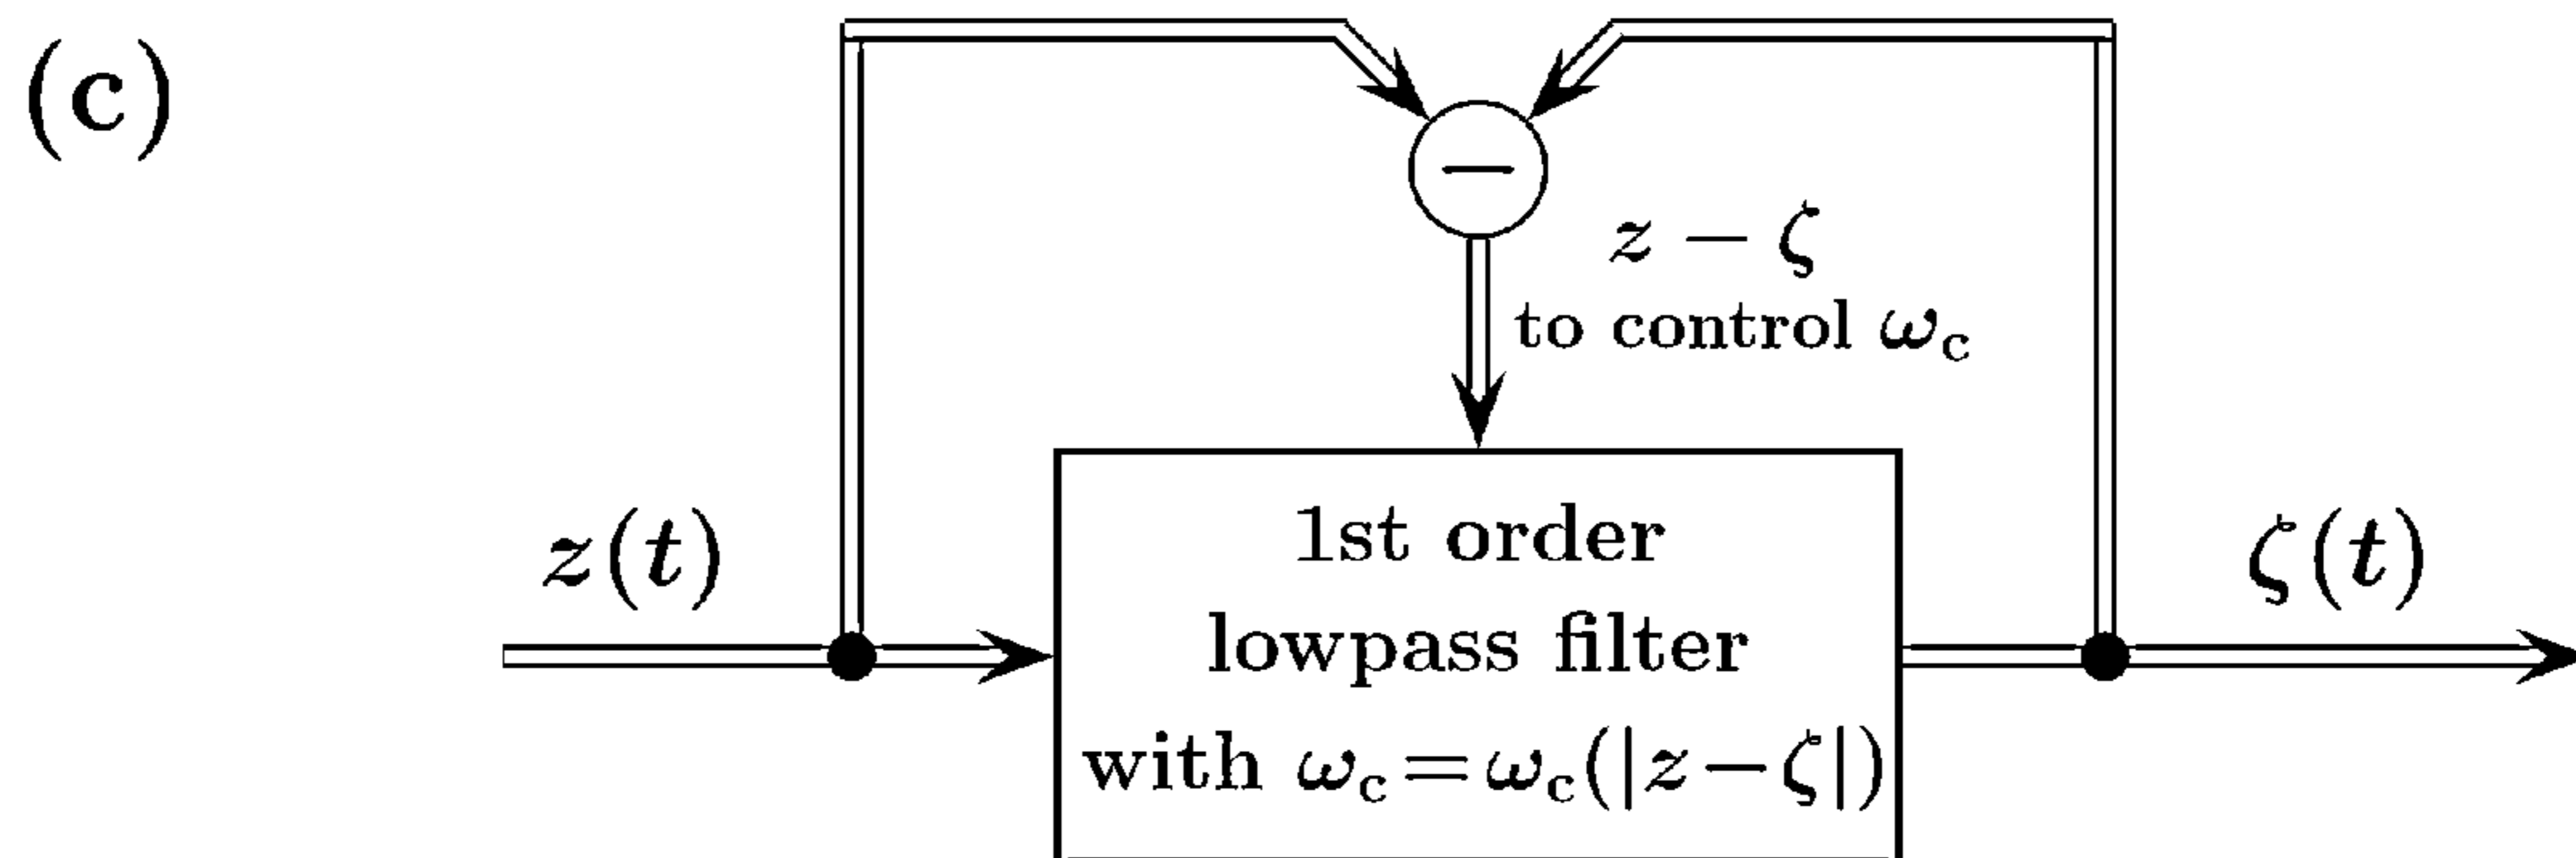 (c)
−
z − ζ
to control ω_c
z(t)
ζ(t)
1st order
lowpass filter
with ω_c = ω_c(|z−ζ|)